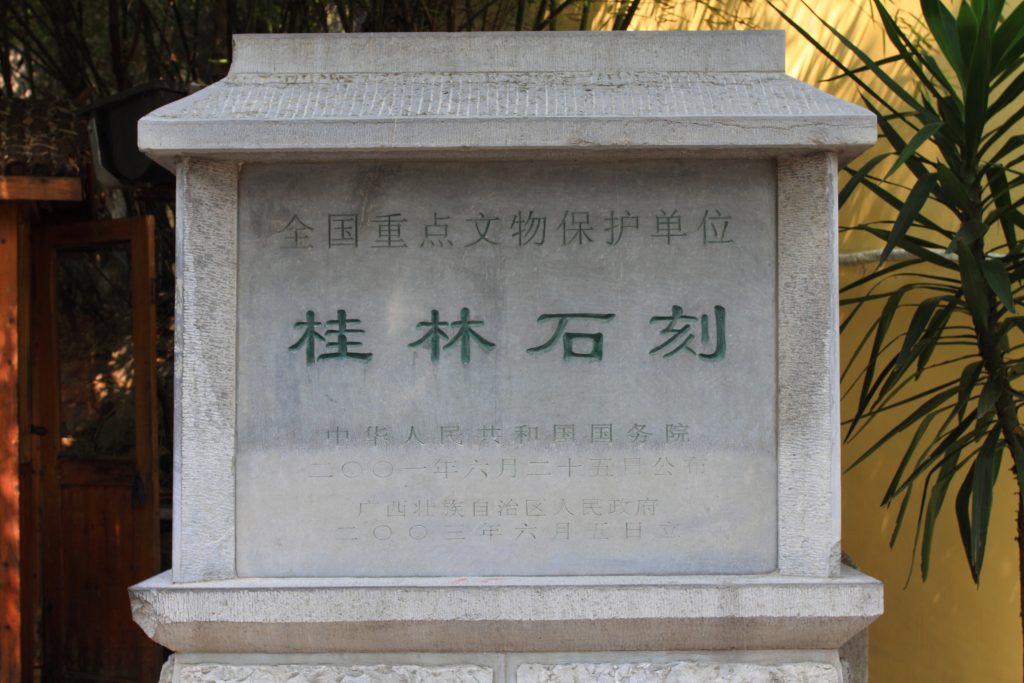 全国重点文物保护单位
桂林石刻
中华人民共和国国务院
二〇〇一年六月二十五日公布
广西壮族自治区人民政府
二〇〇三年六月五日立